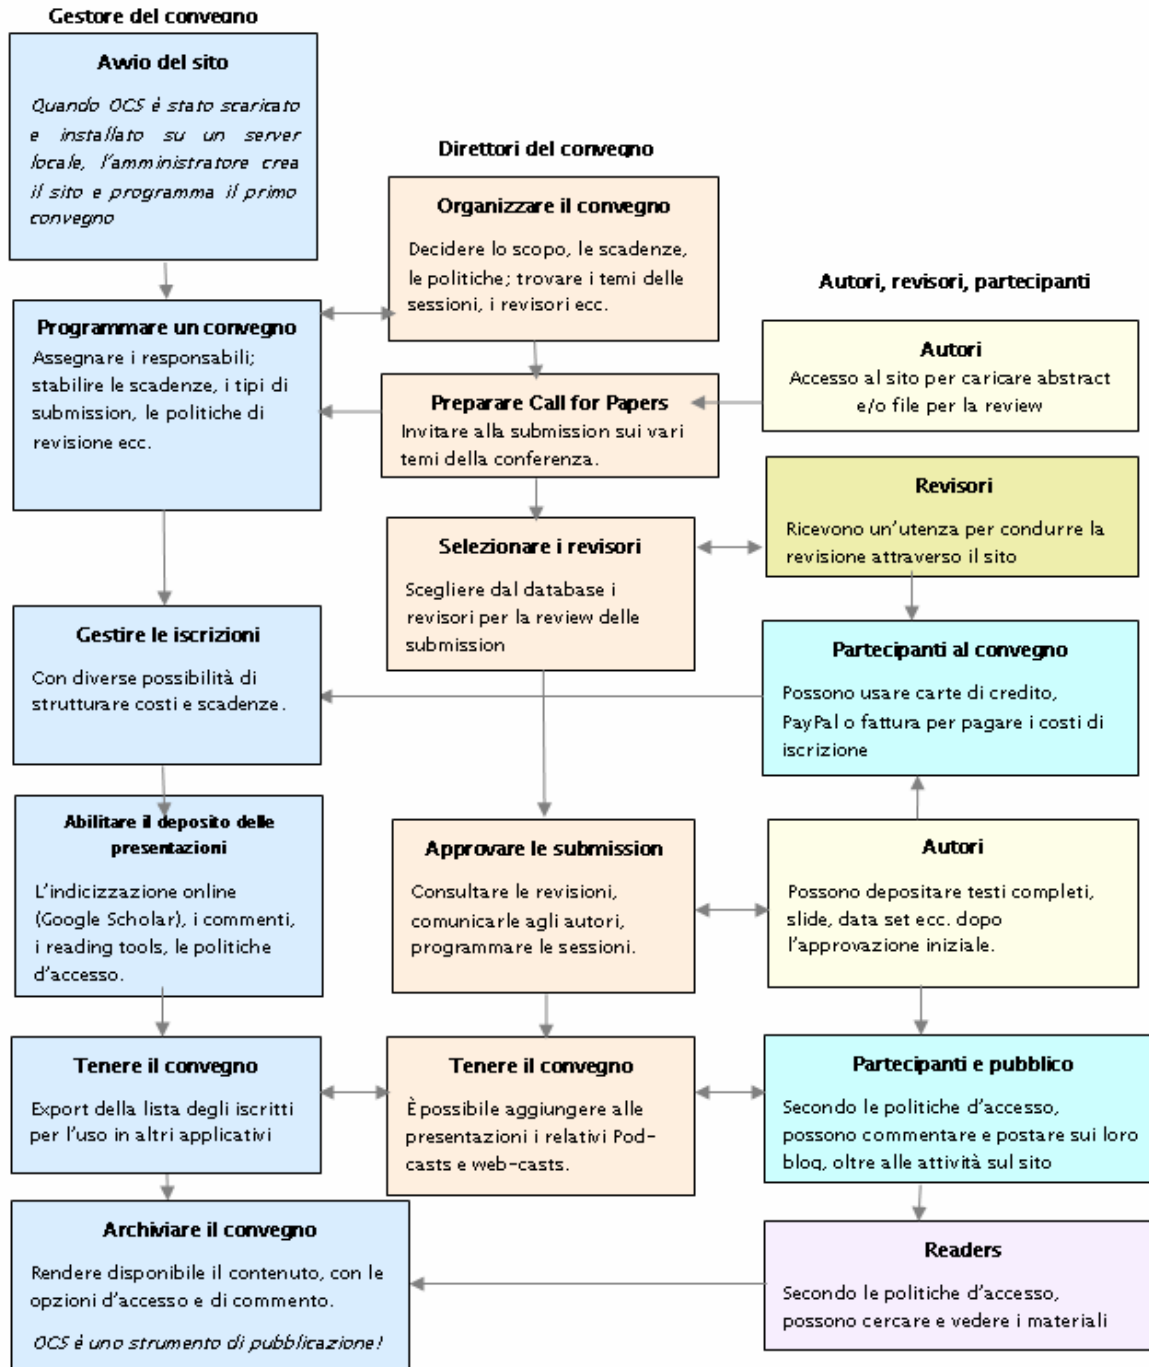 Gestore del convegno
Avvio del sito
Quando OCS è stato scaricato
e installato su un server
locale, l'amministratore crea
il sito e programma il primo
convegno
Programmare un convegno
Assegnare i responsabili;
stabilire le scadenze, i tipi di
submission, le politiche di
revisione ecc.
Gestire le iscrizioni
Con diverse possibilità di
strutturare costi e scadenze.
Abilitare il deposito delle
presentazioni
L'indicizzazione online
(Google Scholar), i commenti,
i reading tools, le politiche
d'accesso.
Tenere il convegno
Export della lista degli iscritti
per l'uso in altri applicativi
Archiviare il convegno
Rendere disponibile il contenuto, con le
opzioni d'accesso e di commento.
OCS è uno strumento di pubblicazione!
Direttori del convegno
Organizzare il convegno
Decidere lo scopo, le scadenze,
le politiche; trovare i temi delle
sessioni, i revisori ecc.
Preparare Call for Papers
Invitare alla submission sui vari
temi della conferenza.
Selezionare i revisori
Scegliere dal database i
revisori per la review delle
submission
Approvare le submission
Consultare le revisioni,
comunicarle agli autori,
programmare le sessioni.
Tenere il convegno
È possibile aggiungere alle
presentazioni i relativi Pod-
casts e web-casts.
Autori, revisori, partecipanti
Autori
Accesso al sito per caricare abstract
e/o file per la review
Revisori
Ricevono un'utenza per condurre la
revisione attraverso il sito
Partecipanti al convegno
Possono usare carte di credito,
PayPal o fattura per pagare i costi di
iscrizione
Autori
Possono depositare testi completi,
slide, data set ecc. dopo
l'approvazione iniziale.
Partecipanti e pubblico
Secondo le politiche d'accesso,
possono commentare e postare sui loro
blog, oltre alle attività sul sito
Readers
Secondo le politiche d'accesso,
possono cercare e vedere i materiali